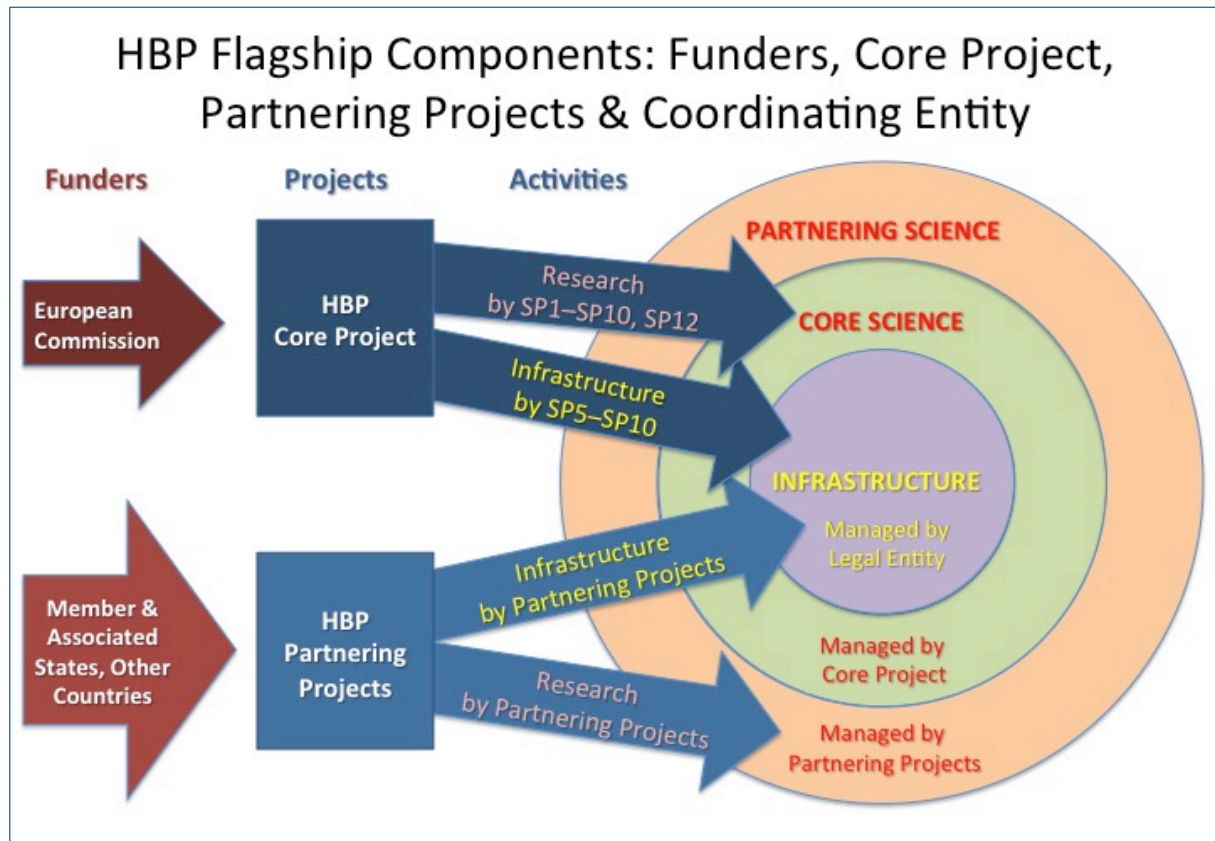 HBP Flagship Components: Funders, Core Project,
Partnering Projects & Coordinating Entity
Funders
Projects
Activities
European
Commission
HBP
Core Project
Research
by SP1–SP10, SP12
Infrastructure
by SP5–SP10
PARTNERING SCIENCE
CORE SCIENCE
INFRASTRUCTURE
Managed by
Legal Entity
Member &
Associated
States, Other
Countries
HBP
Partnering
Projects
Infrastructure
by Partnering Projects
Research
by Partnering Projects
Managed by
Core Project
Managed by
Partnering Projects